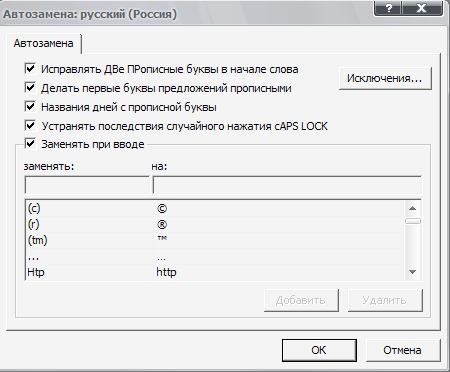 Автозамена: русский (Россия)
Автозамена
Исправлять ДВе ПРописные буквы в начале слова
Исключения...
Делать первые буквы предложений прописными
Названия дней с прописной буквы
Устранять последствия случайного нажатия cAPS LOCK
Заменять при вводе
заменять: на:
(c) ©
(r) ®
(tm) ™
... …
Htp http
Добавить Удалить
OK Отмена